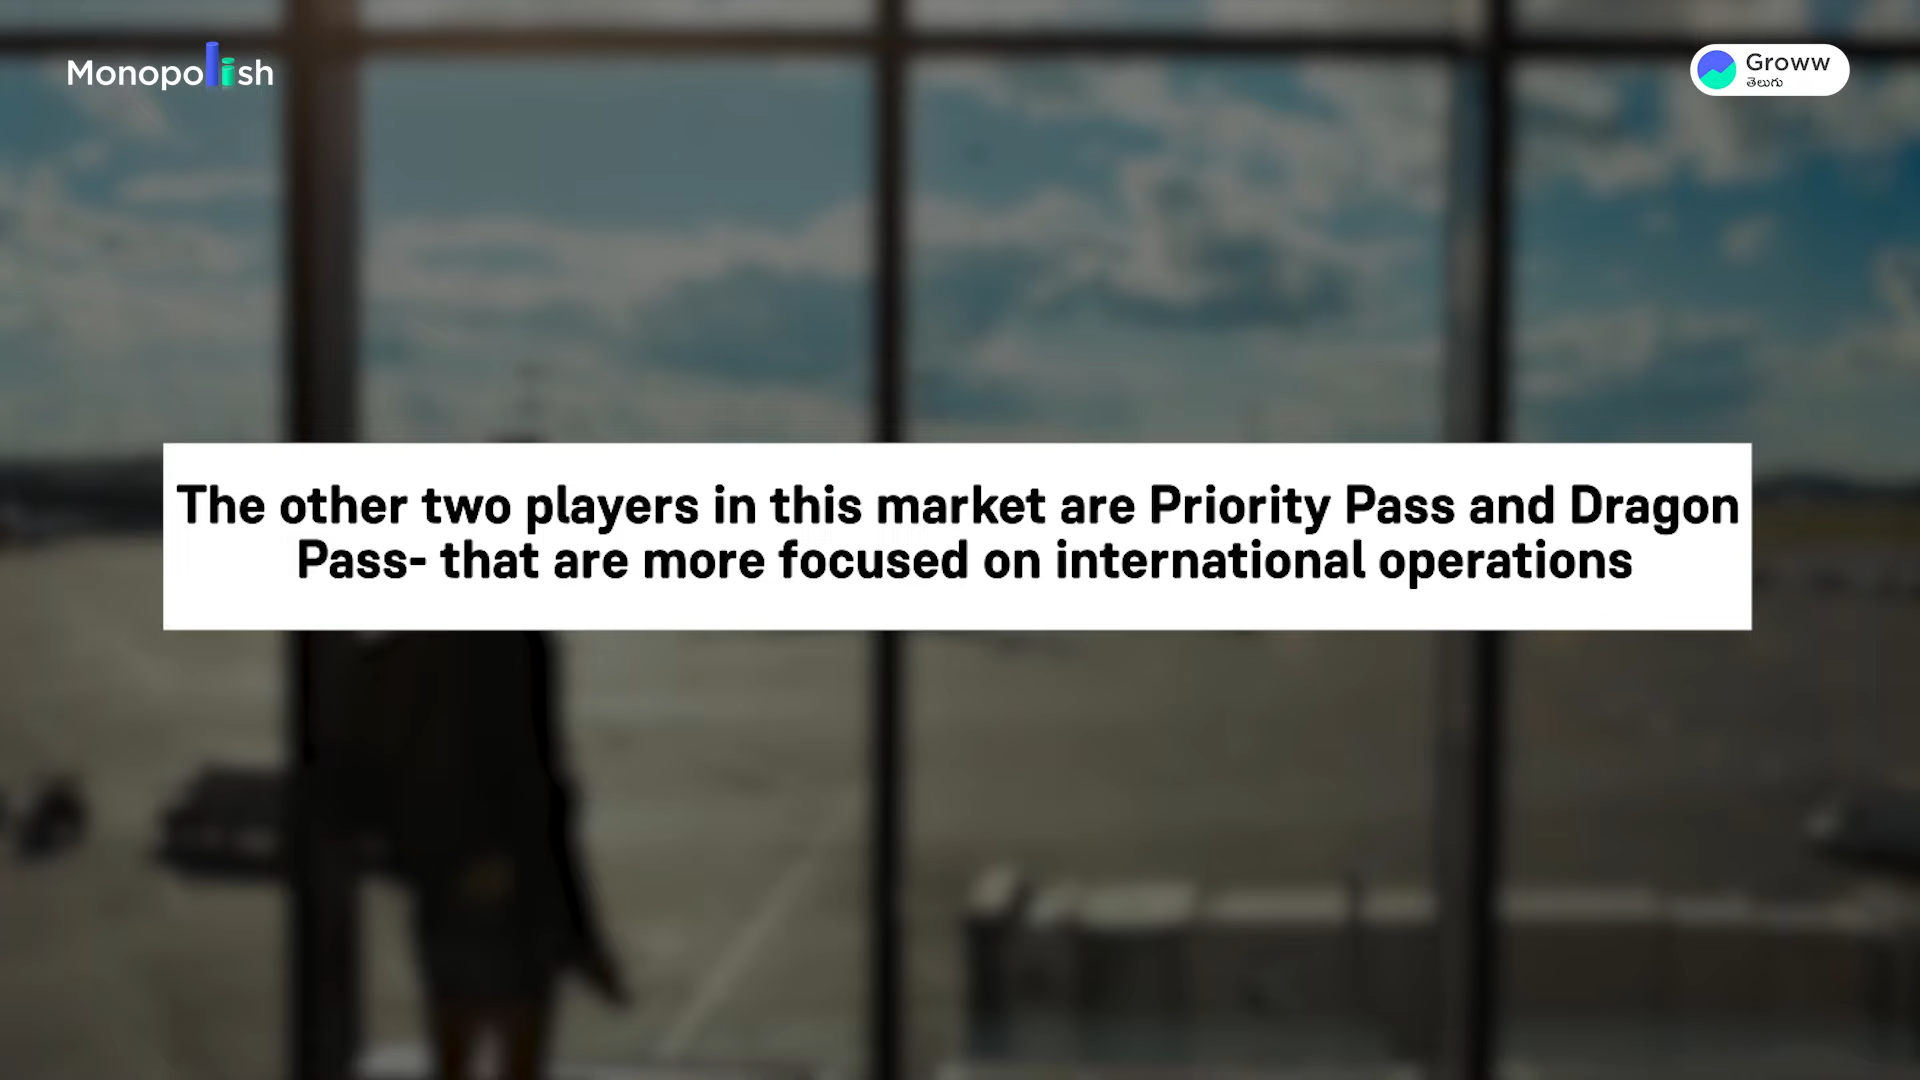 Monopolish
Groww
తెలుగు
The other two players in this market are Priority Pass and Dragon
Pass- that are more focused on international operations